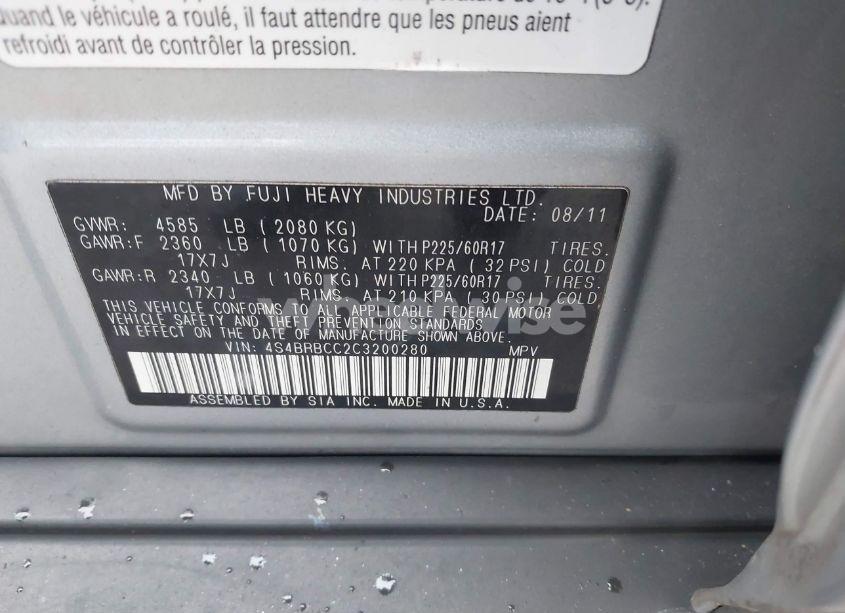 quand le véhicule a roulé, il faut attendre que les pneus aient
refroidi avant de contrôler la pression.
MFD BY FUJI HEAVY INDUSTRIES LTD.
DATE: 08/11
GVWR: 4585 LB ( 2080 KG)
GAWR:F 2360 LB ( 1070 KG) WITH P225/60R17 TIRES.
17X7J RIMS. AT 220 KPA ( 32 PSI) COLD
GAWR:R 2340 LB ( 1060 KG) WITH P225/60R17 TIRES.
17X7J RIMS. AT 210 KPA ( 30 PSI) COLD
THIS VEHICLE CONFORMS TO ALL APPLICABLE FEDERAL MOTOR
VEHICLE SAFETY AND THEFT PREVENTION STANDARDS
IN EFFECT ON THE DATE OF MANUFACTURE SHOWN ABOVE.
VIN: 4S4BRBCC2C3200280 MPV
ASSEMBLED BY SIA INC. MADE IN U.S.A.